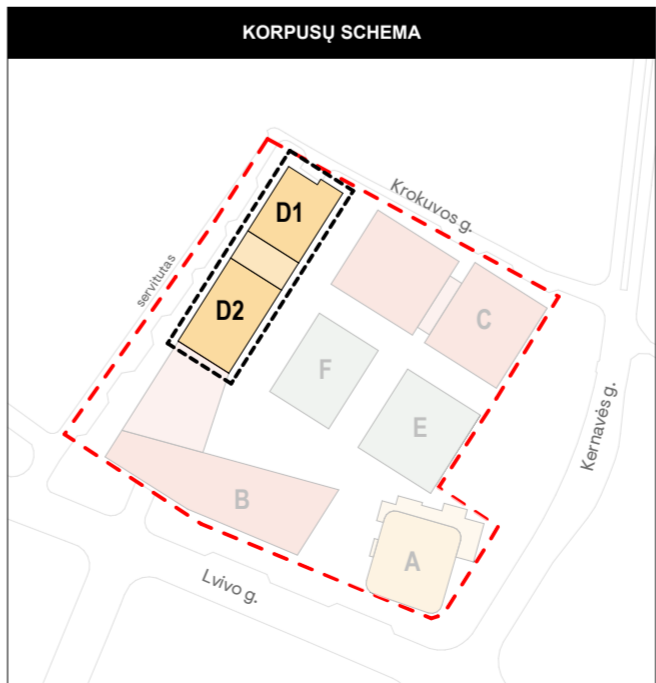 KORPUSŲ SCHEMA
D1
Krokuvos g.
servitutas
D2
C
F
E
Kernavės g.
B
A
Lvivo g.